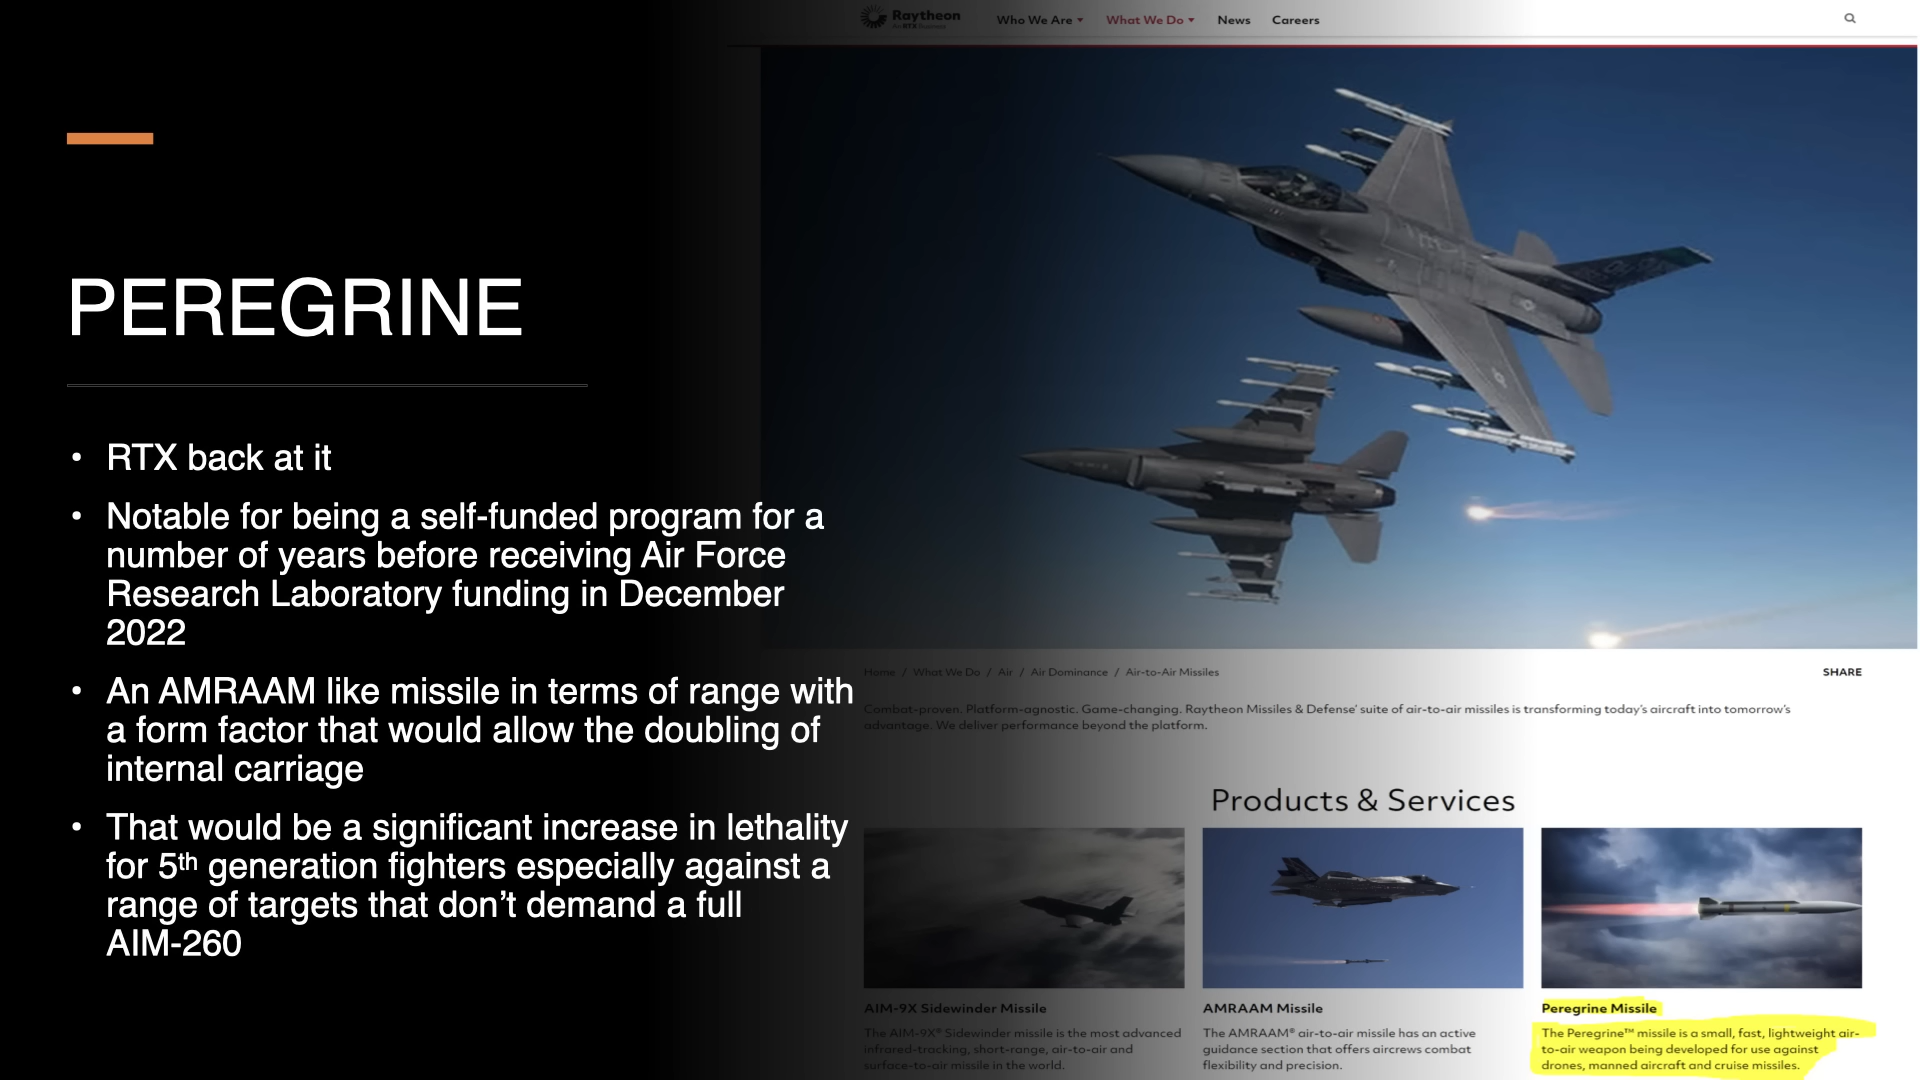 Raytheon
An RTX Business
Who We Are
What We Do
News
Careers
PEREGRINE
• RTX back at it
• Notable for being a self-funded program for a
number of years before receiving Air Force
Research Laboratory funding in December
2022
• An AMRAAM like missile in terms of range with
a form factor that would allow the doubling of
internal carriage
• That would be a significant increase in lethality
for 5th generation fighters especially against a
range of targets that don’t demand a full
AIM-260
Home / What We Do / Air / Air Dominance / Air-to-Air Missiles
SHARE
Combat-proven. Platform-agnostic. Game-changing. Raytheon Missiles & Defense’ suite of air-to-air missiles is transforming today’s aircraft into tomorrow’s
advantage. We deliver performance beyond the platform.
Products & Services
AIM-9X Sidewinder Missile
The AIM-9X® Sidewinder missile is the most advanced
infrared-tracking, short-range, air-to-air and
surface-to-air missile in the world.
AMRAAM Missile
The AMRAAM® air-to-air missile has an active
guidance section that offers aircrews combat
flexibility and precision.
Peregrine Missile
The Peregrine™ missile is a small, fast, lightweight air-
to-air weapon being developed for use against
drones, manned aircraft and cruise missiles.